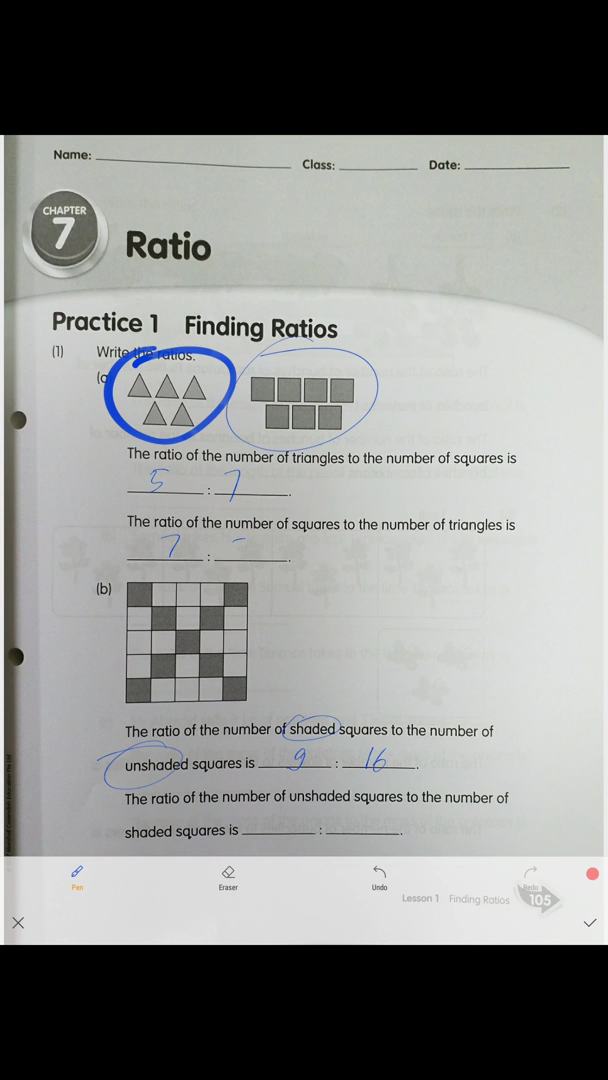 Name:
Class:
Date:
CHAPTER
7
Ratio
Practice 1 Finding Ratios
(1) Write the ratios.
(a)
The ratio of the number of triangles to the number of squares is
5 : 7.
The ratio of the number of squares to the number of triangles is
7 : .
(b)
The ratio of the number of shaded squares to the number of
unshaded squares is 9 : 16.
The ratio of the number of unshaded squares to the number of
shaded squares is : .
Pen
Eraser
Undo
Redo
Lesson 1 Finding Ratios
105